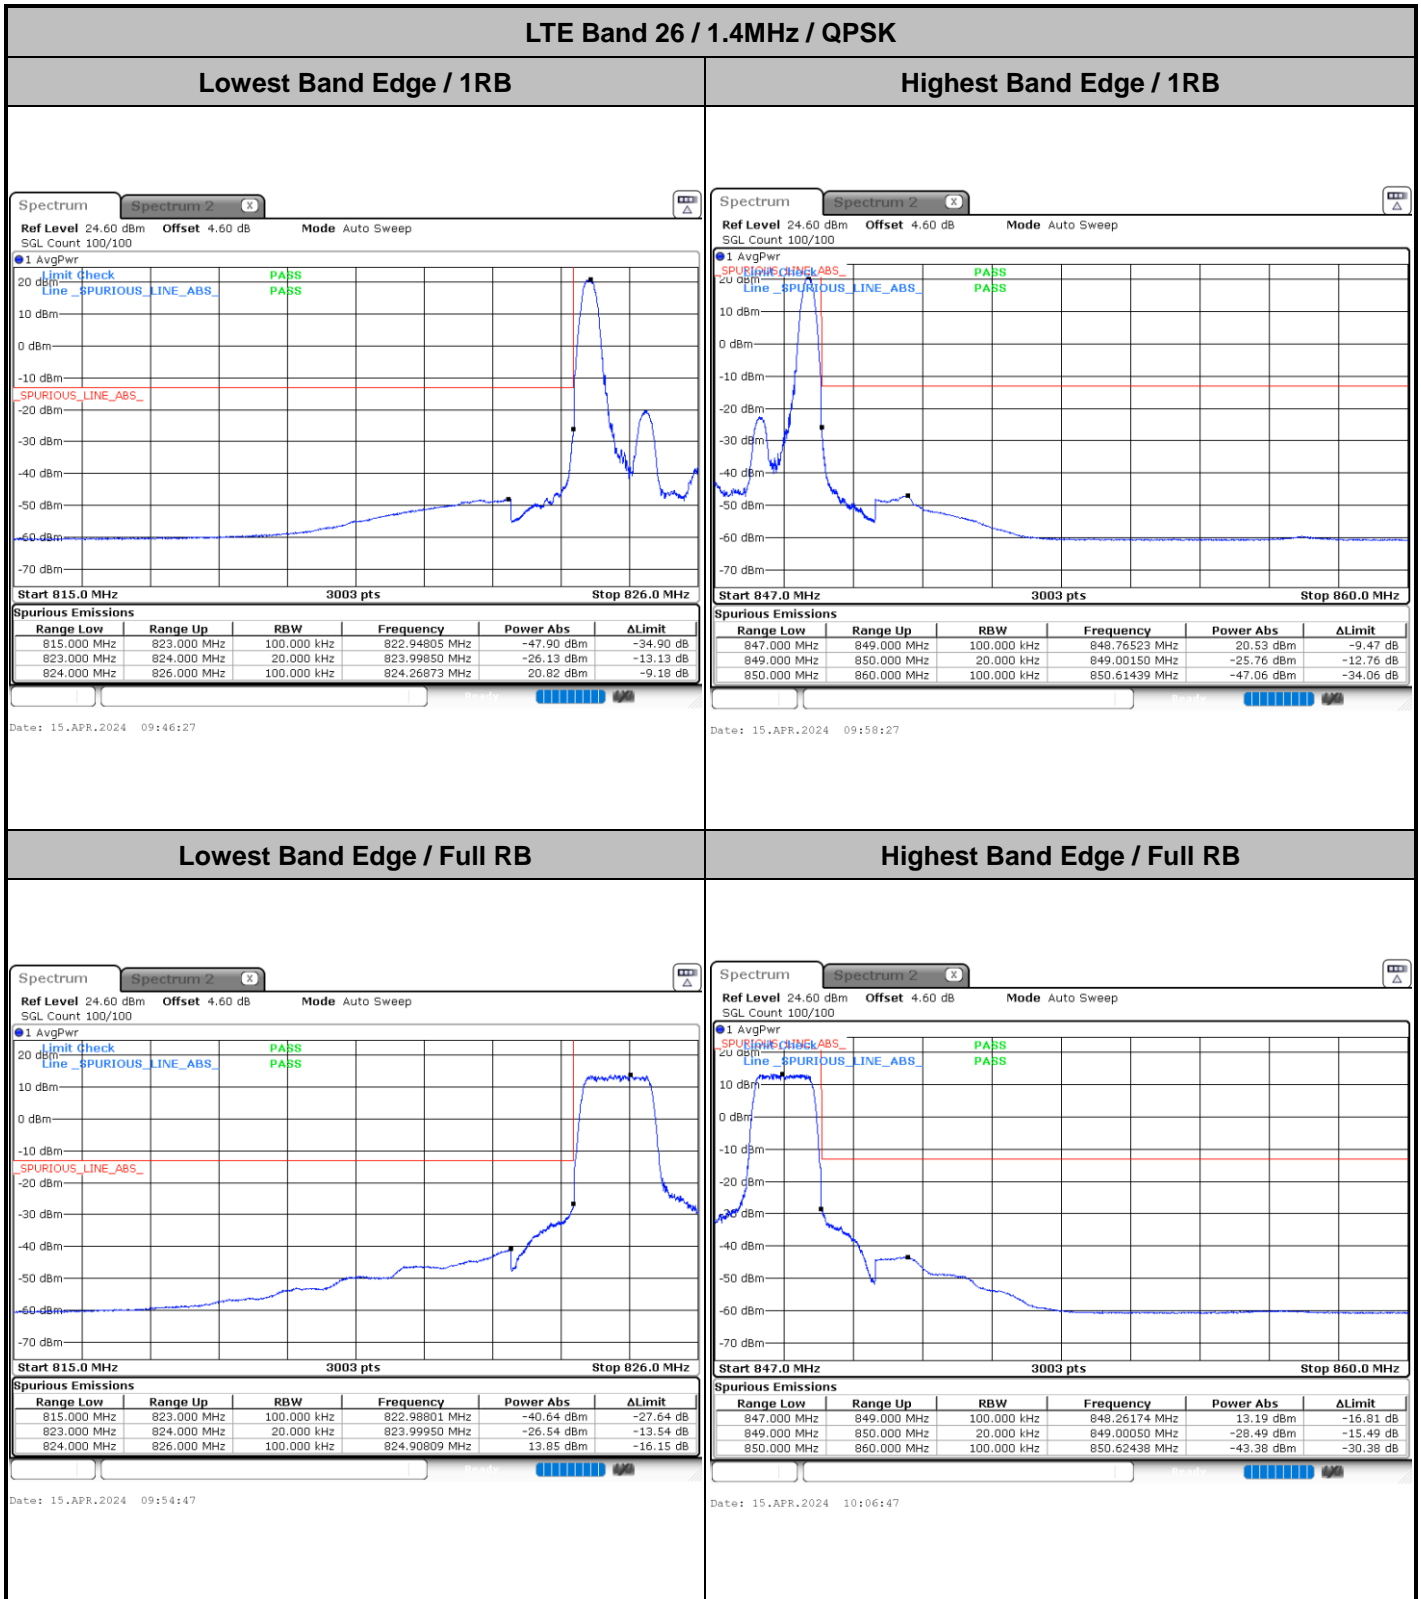 LTE Band 26 / 1.4MHz / QPSK
Lowest Band Edge / 1RB
Highest Band Edge / 1RB
Spectrum
Spectrum 2
X
Ref Level 24.60 dBm Offset 4.60 dB Mode Auto Sweep
SGL Count 100/100
1 AvgPwr
Limit Check PASS
20 dBm
Line _SPURIOUS_LINE_ABS_ PASS
10 dBm
0 dBm
-10 dBm
_SPURIOUS_LINE_ABS_
-20 dBm
-30 dBm
-40 dBm
-50 dBm
-60 dBm
-70 dBm
Start 815.0 MHz 3003 pts Stop 826.0 MHz
Spurious Emissions
Range Low Range Up RBW Frequency Power Abs ΔLimit
815.000 MHz 823.000 MHz 100.000 kHz 822.94805 MHz -47.90 dBm -34.90 dB
823.000 MHz 824.000 MHz 20.000 kHz 823.99850 MHz -26.13 dBm -13.13 dB
824.000 MHz 826.000 MHz 100.000 kHz 824.26873 MHz 20.82 dBm -9.18 dB
Ready
Date: 15.APR.2024 09:46:27
Spectrum
Spectrum 2
X
Ref Level 24.60 dBm Offset 4.60 dB Mode Auto Sweep
SGL Count 100/100
1 AvgPwr
_SPURIOUS_LINE_ABS_
Limit Check PASS
20 dBm
Line _SPURIOUS_LINE_ABS_ PASS
10 dBm
0 dBm
-10 dBm
-20 dBm
-30 dBm
-40 dBm
-50 dBm
-60 dBm
-70 dBm
Start 847.0 MHz 3003 pts Stop 860.0 MHz
Spurious Emissions
Range Low Range Up RBW Frequency Power Abs ΔLimit
847.000 MHz 849.000 MHz 100.000 kHz 848.76523 MHz 20.53 dBm -9.47 dB
849.000 MHz 850.000 MHz 20.000 kHz 849.00150 MHz -25.76 dBm -12.76 dB
850.000 MHz 860.000 MHz 100.000 kHz 850.61439 MHz -47.06 dBm -34.06 dB
Ready
Date: 15.APR.2024 09:58:27
Lowest Band Edge / Full RB
Highest Band Edge / Full RB
Spectrum
Spectrum 2
X
Ref Level 24.60 dBm Offset 4.60 dB Mode Auto Sweep
SGL Count 100/100
1 AvgPwr
Limit Check PASS
20 dBm
Line _SPURIOUS_LINE_ABS_ PASS
10 dBm
0 dBm
-10 dBm
_SPURIOUS_LINE_ABS_
-20 dBm
-30 dBm
-40 dBm
-50 dBm
-60 dBm
-70 dBm
Start 815.0 MHz 3003 pts Stop 826.0 MHz
Spurious Emissions
Range Low Range Up RBW Frequency Power Abs ΔLimit
815.000 MHz 823.000 MHz 100.000 kHz 822.98801 MHz -40.64 dBm -27.64 dB
823.000 MHz 824.000 MHz 20.000 kHz 823.99950 MHz -26.54 dBm -13.54 dB
824.000 MHz 826.000 MHz 100.000 kHz 824.90809 MHz 13.85 dBm -16.15 dB
Ready
Date: 15.APR.2024 09:54:47
Spectrum
Spectrum 2
X
Ref Level 24.60 dBm Offset 4.60 dB Mode Auto Sweep
SGL Count 100/100
1 AvgPwr
_SPURIOUS_LINE_ABS_
Limit Check PASS
20 dBm
Line _SPURIOUS_LINE_ABS_ PASS
10 dBm
0 dBm
-10 dBm
-20 dBm
-30 dBm
-40 dBm
-50 dBm
-60 dBm
-70 dBm
Start 847.0 MHz 3003 pts Stop 860.0 MHz
Spurious Emissions
Range Low Range Up RBW Frequency Power Abs ΔLimit
847.000 MHz 849.000 MHz 100.000 kHz 848.26174 MHz 13.19 dBm -16.81 dB
849.000 MHz 850.000 MHz 20.000 kHz 849.00050 MHz -28.49 dBm -15.49 dB
850.000 MHz 860.000 MHz 100.000 kHz 850.62438 MHz -43.38 dBm -30.38 dB
Ready
Date: 15.APR.2024 10:06:47